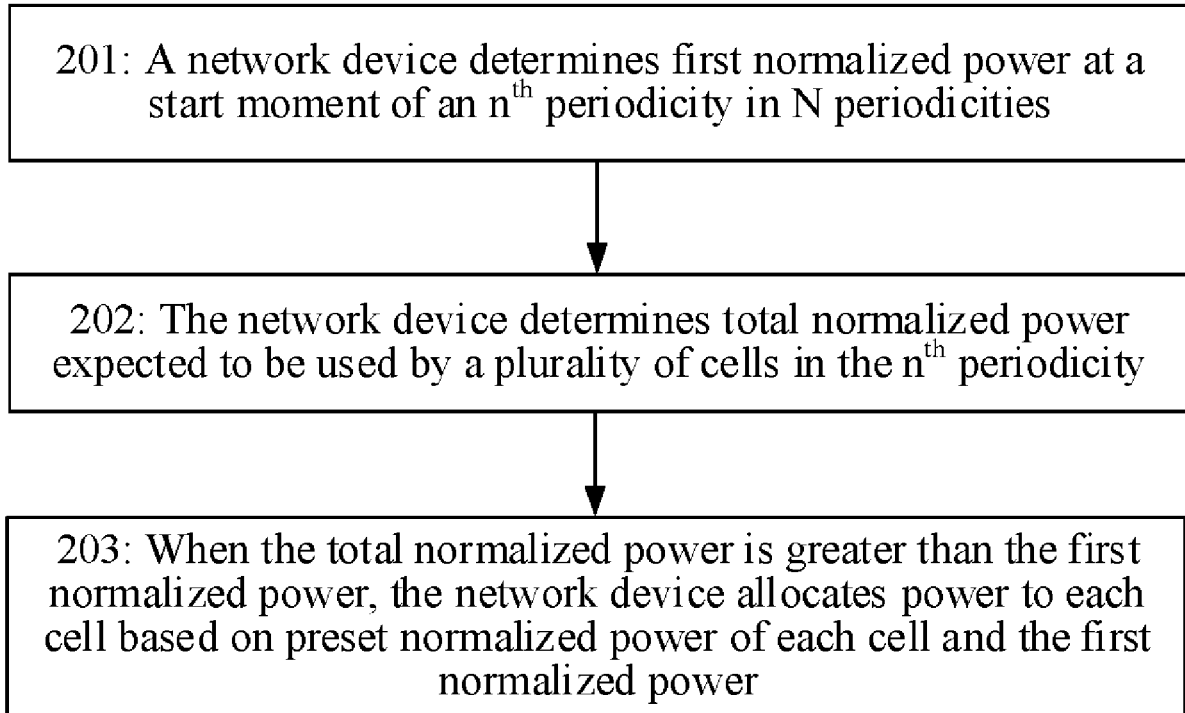 201: A network device determines first normalized power at a
start moment of an nth periodicity in N periodicities
202: The network device determines total normalized power
expected to be used by a plurality of cells in the nth periodicity
203: When the total normalized power is greater than the first
normalized power, the network device allocates power to each
cell based on preset normalized power of each cell and the first
normalized power